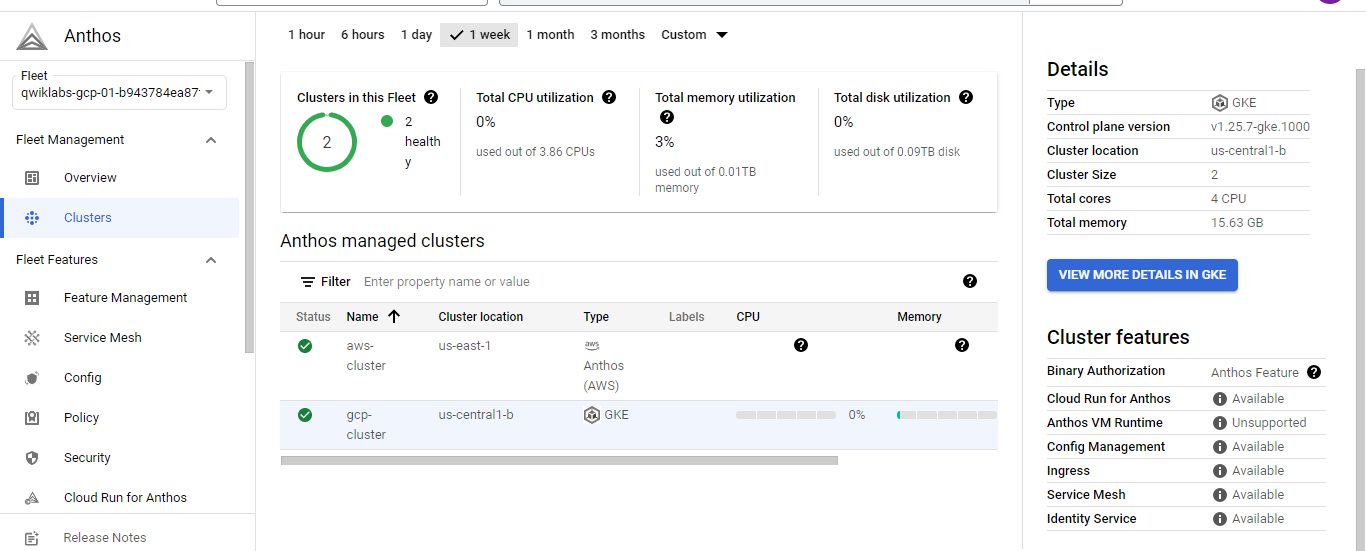 Anthos
Fleet
qwiklabs-gcp-01-b943784ea87
Fleet Management
Overview
Clusters
Fleet Features
Feature Management
Service Mesh
Config
Policy
Security
Cloud Run for Anthos
Release Notes
1 hour 6 hours 1 day 1 week 1 month 3 months Custom
Clusters in this Fleet
2
2
health
y
Total CPU utilization
0%
used out of 3.86 CPUs
Total memory utilization
3%
used out of 0.01TB
memory
Total disk utilization
0%
used out of 0.09TB disk
Anthos managed clusters
Filter Enter property name or value
Status Name Cluster location Type Labels CPU Memory
aws-
cluster
us-east-1
aws
Anthos
(AWS)
gcp-
cluster
us-central1-b
GKE
0%
Details
Type GKE
Control plane version v1.25.7-gke.1000
Cluster location us-central1-b
Cluster Size 2
Total cores 4 CPU
Total memory 15.63 GB
VIEW MORE DETAILS IN GKE
Cluster features
Binary Authorization Anthos Feature
Cloud Run for Anthos Available
Anthos VM Runtime Unsupported
Config Management Available
Ingress Available
Service Mesh Available
Identity Service Available